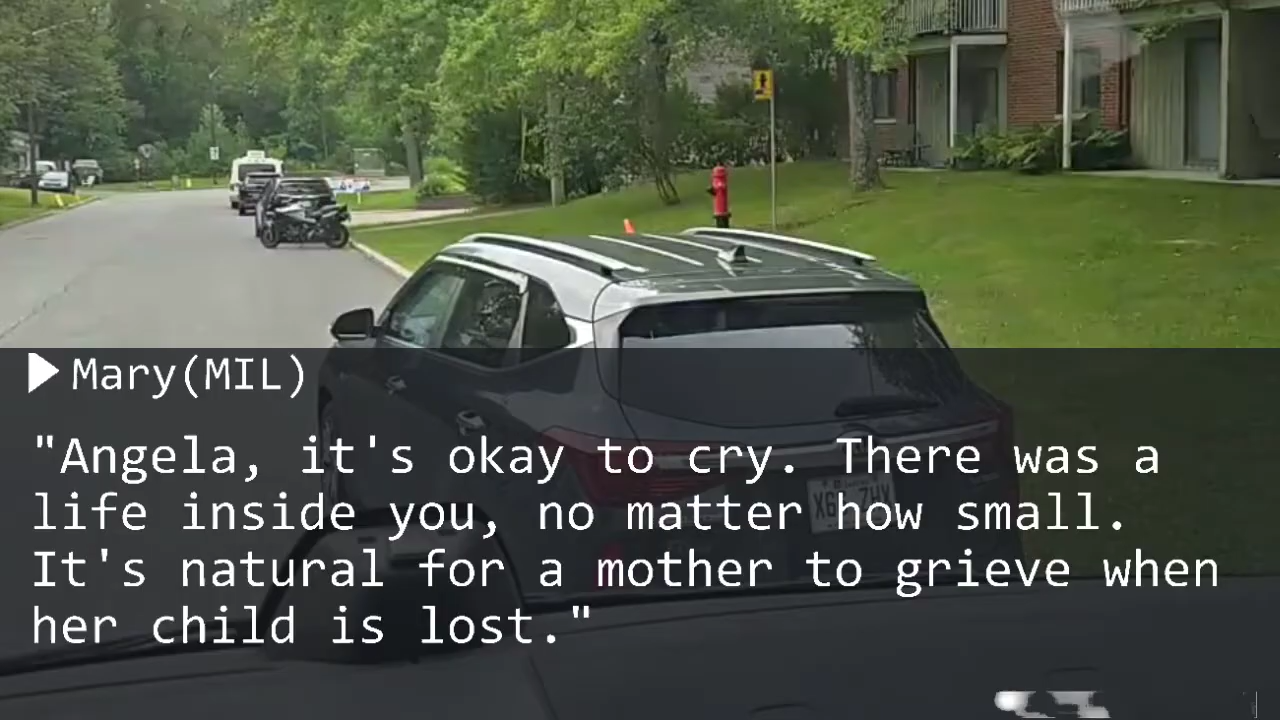 Mary(MIL)
"Angela, it's okay to cry. There was a
life inside you, no matter how small.
It's natural for a mother to grieve when
her child is lost."